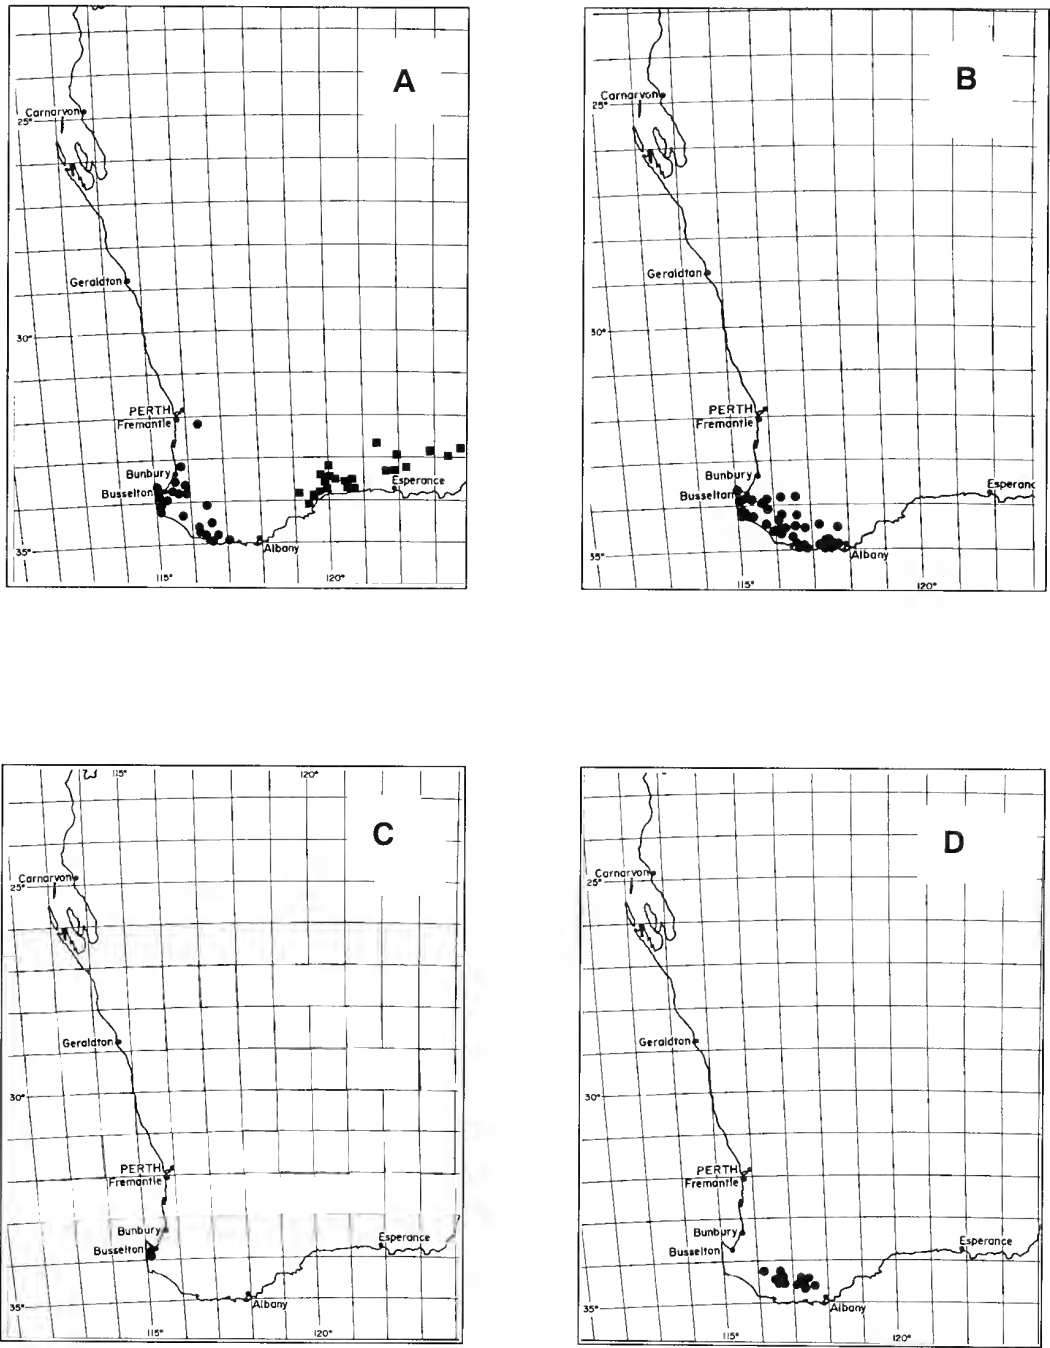 A
Carnarvon
25°
Geraldton
30°
PERTH
Fremantle
Bunbury
Busselton
Esperance
35°
Albany
115°
120°
B
Carnarvon
25°
Geraldton
30°
PERTH
Fremantle
Bunbury
Busselton
Esperanc
35°
Albany
115°
120°
115°
120°
C
Carnarvon
25°
Geraldton
30°
PERTH
Fremantle
Bunbury
Busselton
Esperance
35°
Albany
115°
120°
D
Carnarvon
25°
Geraldton
30°
PERTH
Fremantle
Bunbury
Busselton
Esperance
35°
Albany
115°
120°